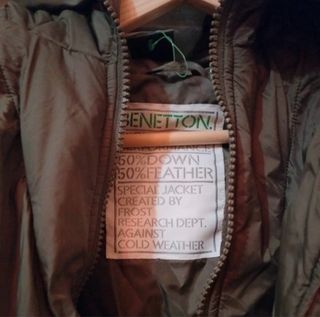 BENETTON.
50%DOWN
50%FEATHER
SPECIAL JACKET
CREATED BY
FROST
RESEARCH DEPT.
AGAINST
COLD WEATHER